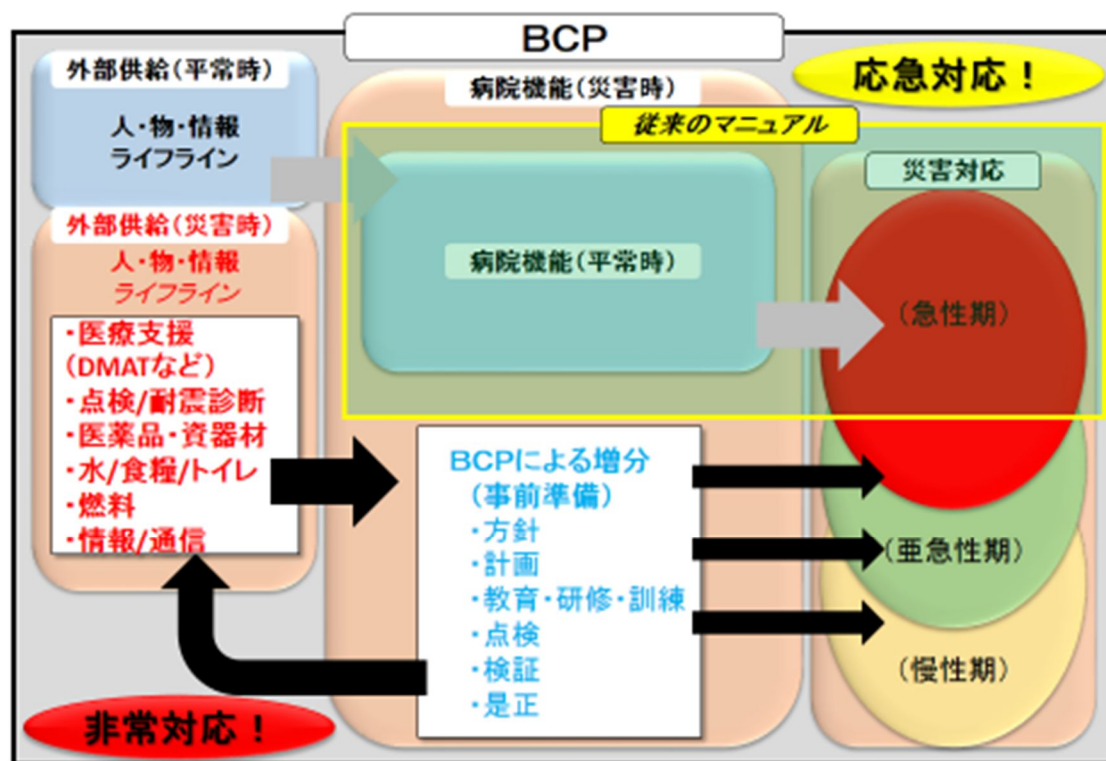 BCP
外部供給(平常時)
人・物・情報
ライフライン
外部供給(災害時)
人・物・情報
ライフライン
・医療支援
(DMATなど)
・点検/耐震診断
・医薬品・資器材
・水/食糧/トイレ
・燃料
・情報/通信
非常対応!
病院機能(災害時)
従来のマニュアル
病院機能(平常時)
BCPによる増分
(事前準備)
・方針
・計画
・教育・研修・訓練
・点検
・検証
・是正
応急対応!
災害対応
(急性期)
(亜急性期)
(慢性期)